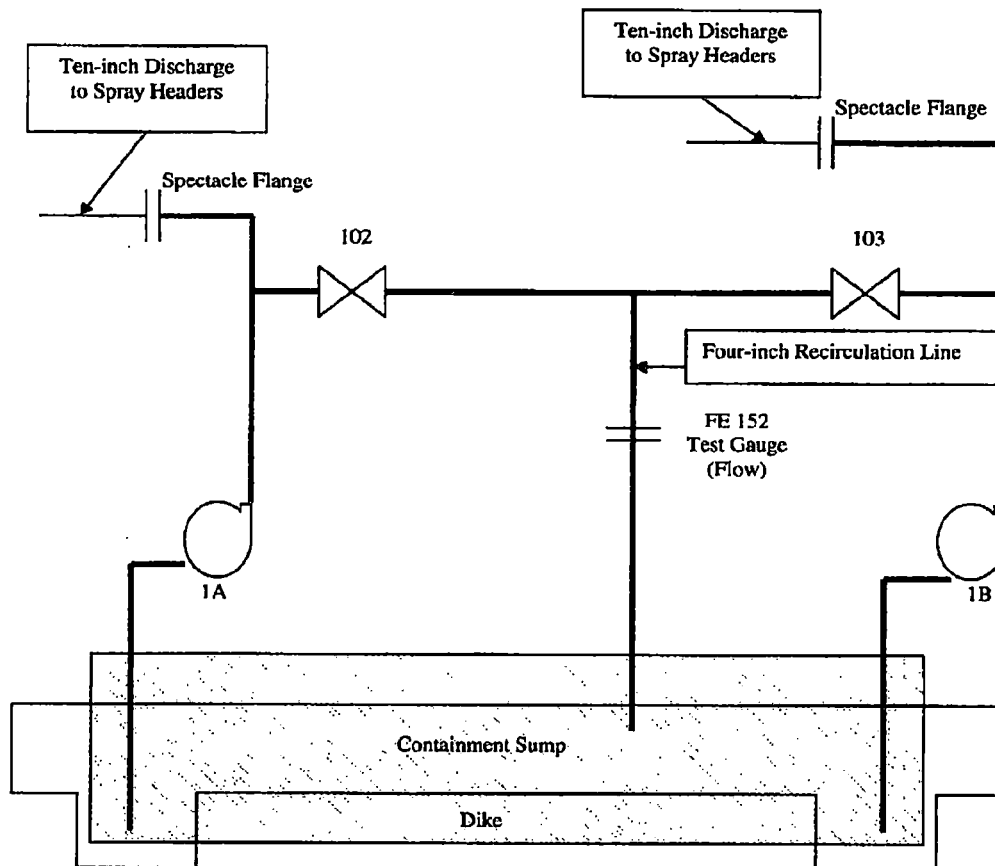 Ten-inch Discharge
to Spray Headers
Ten-inch Discharge
to Spray Headers
Spectacle Flange
Spectacle Flange
102
103
Four-inch Recirculation Line
FE 152
Test Gauge
(Flow)
1A
1B
Containment Sump
Dike